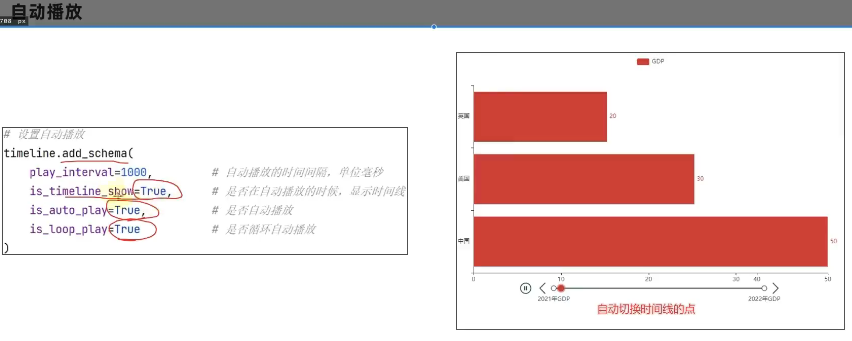 自动播放
708 px
# 设置自动播放
timeline.add_schema(
play_interval=1000, # 自动播放的时间间隔，单位毫秒
is_timeline_show=True, # 是否在自动播放的时候，显示时间线
is_auto_play=True, # 是否自动播放
is_loop_play=True # 是否循环自动播放
)
GDP
英国 20
美国 30
中国 50
0 10 20 30 40 50
2021年GDP 2022年GDP
自动切换时间线的点